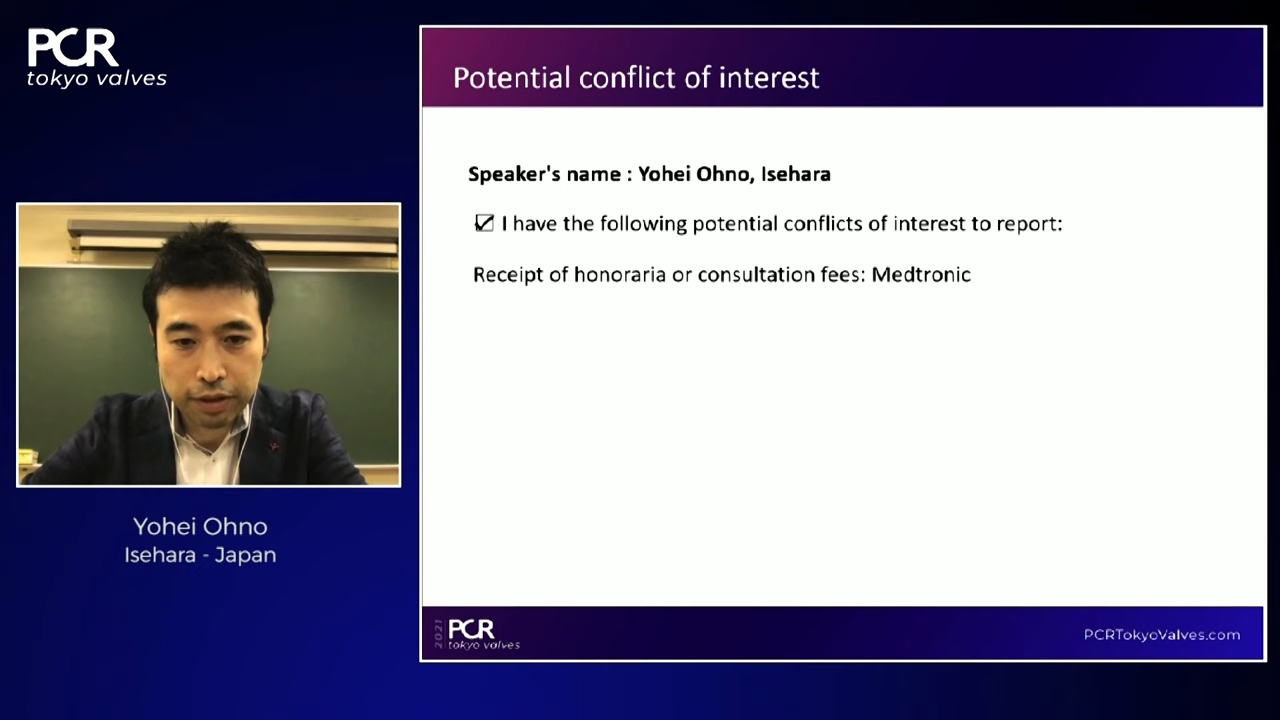 PCR
tokyo valves
Potential conflict of interest
Speaker's name : Yohei Ohno, Isehara
☑ I have the following potential conflicts of interest to report:
Receipt of honoraria or consultation fees: Medtronic
Yohei Ohno
Isehara - Japan
2021
PCR
tokyo valves
PCRTokyoValves.com